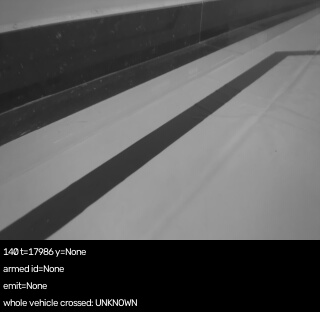 140 t=17986 y=None
armed id=None
emit=None
whole vehicle crossed: UNKNOWN